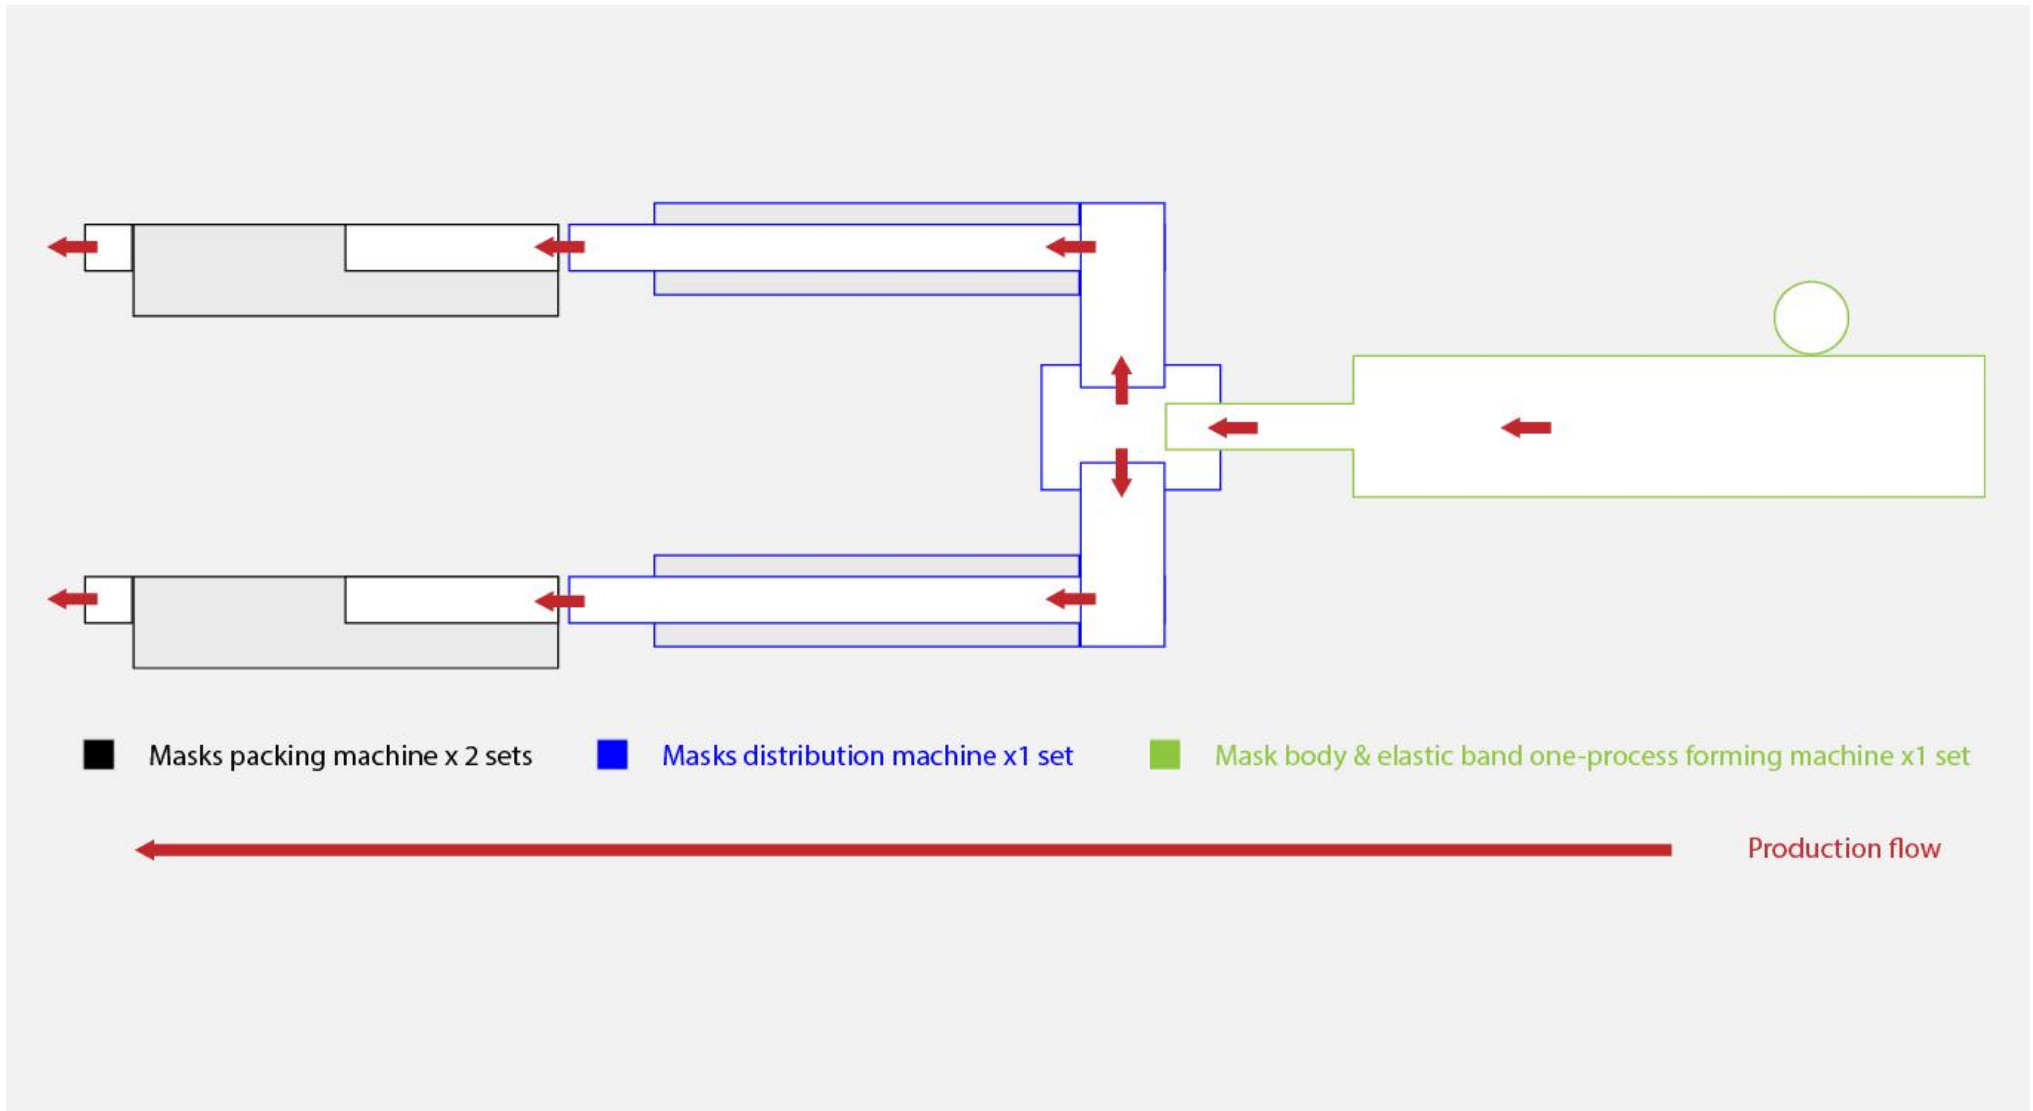 Masks packing machine x 2 sets
Masks distribution machine x1 set
Mask body & elastic band one-process forming machine x1 set
Production flow